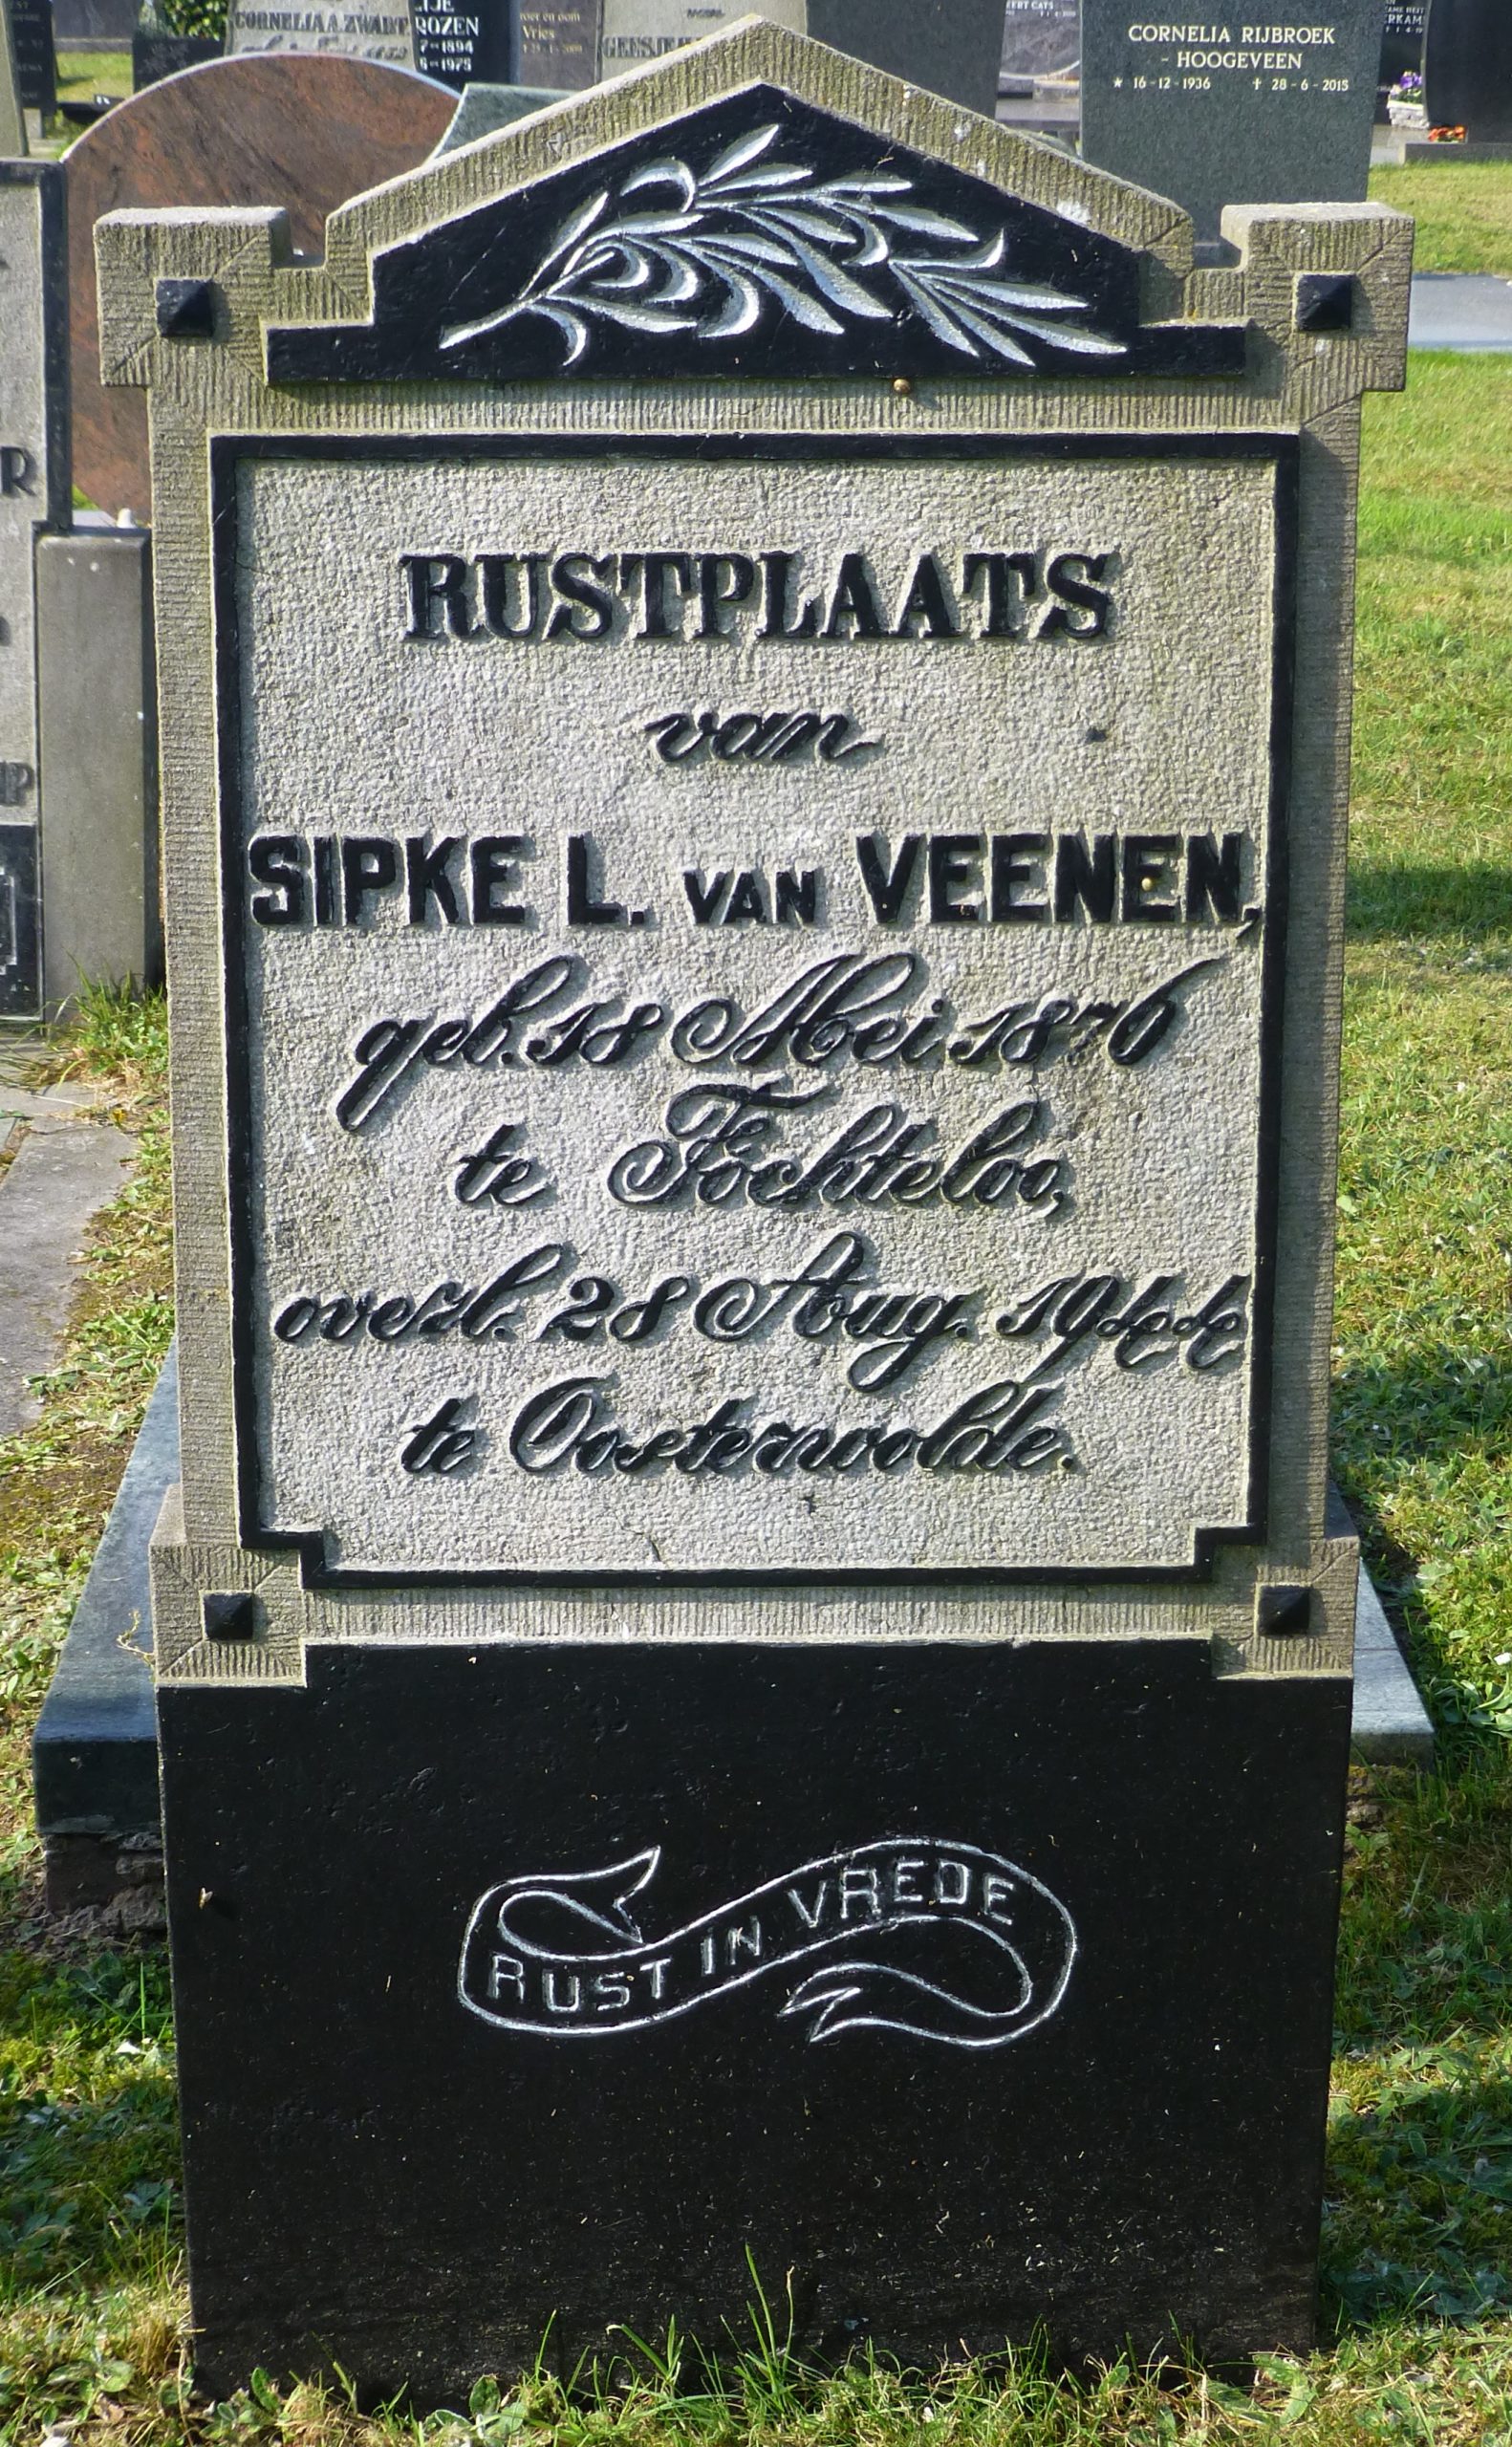 CORNELIA A. ZWART
ROZEN
7-1894
5-1975
Vries
CORNELIA RIJBROEK
- HOOGEVEEN
* 16-12-1936 † 28-6-2015
RUSTPLAATS
van
SIPKE L. VAN VEENEN,
geb. 18 Mei 1876
te Fochteloo,
overl. 28 Aug. 1944
te Oosterwolde.
RUST IN VREDE